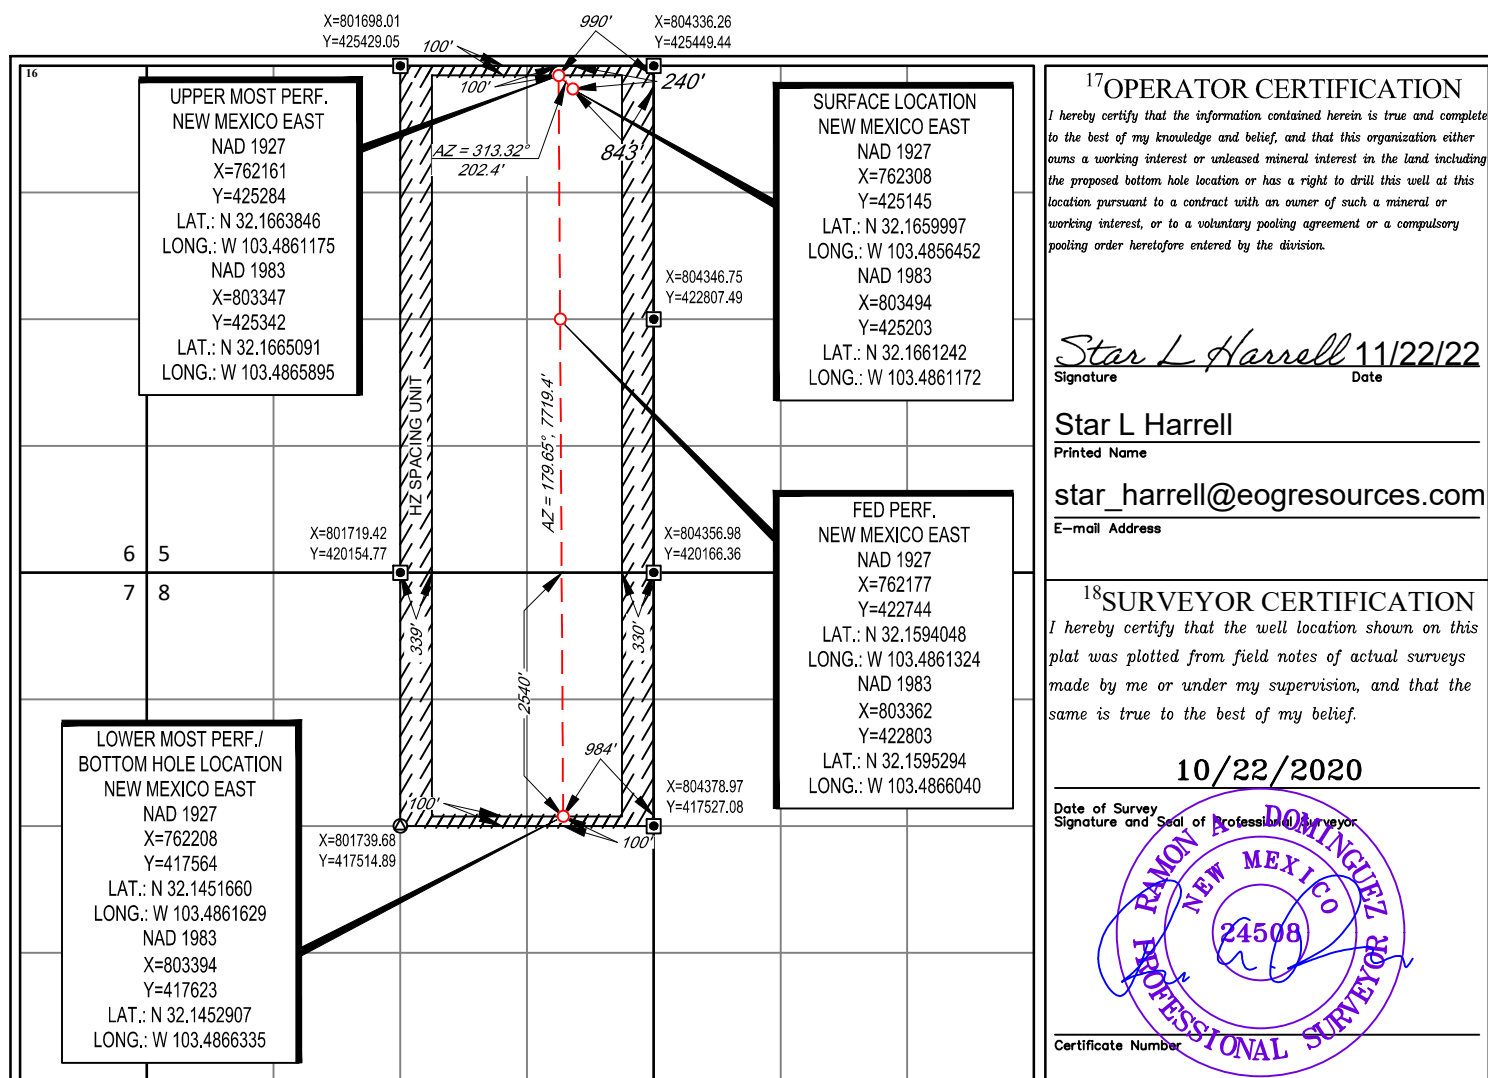 X=801698.01
Y=425429.05
100'
990'
X=804336.26
Y=425449.44
16
100'
240'
843'
AZ = 313.32°
202.4'
UPPER MOST PERF.
NEW MEXICO EAST
NAD 1927
X=762161
Y=425284
LAT.: N 32.1663846
LONG.: W 103.4861175
NAD 1983
X=803347
Y=425342
LAT.: N 32.1665091
LONG.: W 103.4865895
SURFACE LOCATION
NEW MEXICO EAST
NAD 1927
X=762308
Y=425145
LAT.: N 32.1659997
LONG.: W 103.4856452
NAD 1983
X=803494
Y=425203
LAT.: N 32.1661242
LONG.: W 103.4861172
X=804346.75
Y=422807.49
HZ SPACING UNIT
AZ = 179.65°, 7719.4'
FED PERF.
NEW MEXICO EAST
NAD 1927
X=762177
Y=422744
LAT.: N 32.1594048
LONG.: W 103.4861324
NAD 1983
X=803362
Y=422803
LAT.: N 32.1595294
LONG.: W 103.4866040
X=801719.42
Y=420154.77
X=804356.98
Y=420166.36
6 5
7 8
339'
330'
2540'
984'
100'
100'
X=804378.97
Y=417527.08
X=801739.68
Y=417514.89
LOWER MOST PERF./
BOTTOM HOLE LOCATION
NEW MEXICO EAST
NAD 1927
X=762208
Y=417564
LAT.: N 32.1451660
LONG.: W 103.4861629
NAD 1983
X=803394
Y=417623
LAT.: N 32.1452907
LONG.: W 103.4866335
17OPERATOR CERTIFICATION
I hereby certify that the information contained herein is true and complete
to the best of my knowledge and belief, and that this organization either
owns a working interest or unleased mineral interest in the land including
the proposed bottom hole location or has a right to drill this well at this
location pursuant to a contract with an owner of such a mineral or
working interest, or to a voluntary pooling agreement or a compulsory
pooling order heretofore entered by the division.
Star L Harrell 11/22/22
Signature Date
Star L Harrell
Printed Name
star_harrell@eogresources.com
E-mail Address
18SURVEYOR CERTIFICATION
I hereby certify that the well location shown on this
plat was plotted from field notes of actual surveys
made by me or under my supervision, and that the
same is true to the best of my belief.
10/22/2020
Date of Survey
Signature and Seal of Professional Surveyor
RAMON A. DOMINGUEZ
NEW MEXICO
24508
PROFESSIONAL SURVEYOR
Certificate Number